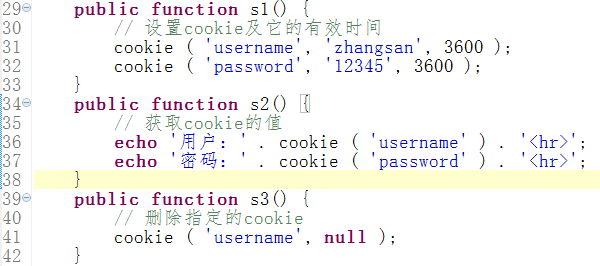 29 public function s1() {
30 // 设置cookie及它的有效时间
31 cookie ( 'username', 'zhangsan', 3600 );
32 cookie ( 'password', '12345', 3600 );
33 }
34 public function s2() {
35 // 获取cookie的值
36 echo '用户：' . cookie ( 'username' ) . '<hr>';
37 echo '密码：' . cookie ( 'password' ) . '<hr>';
38 }
39 public function s3() {
40 // 删除指定的cookie
41 cookie ( 'username', null );
42 }